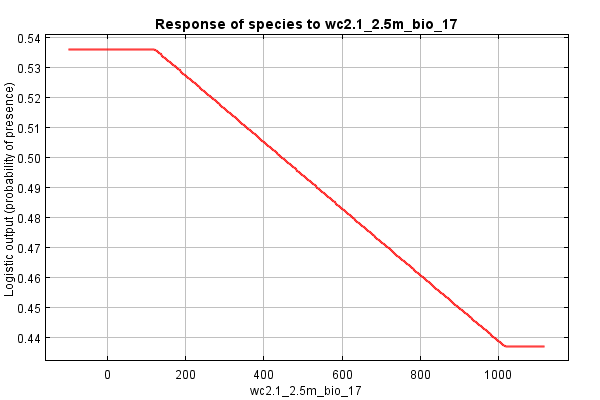 Response of species to wc2.1_2.5m_bio_17
Logistic output (probability of presence)
0.54
0.53
0.52
0.51
0.50
0.49
0.48
0.47
0.46
0.45
0.44
0 200 400 600 800 1000
wc2.1_2.5m_bio_17